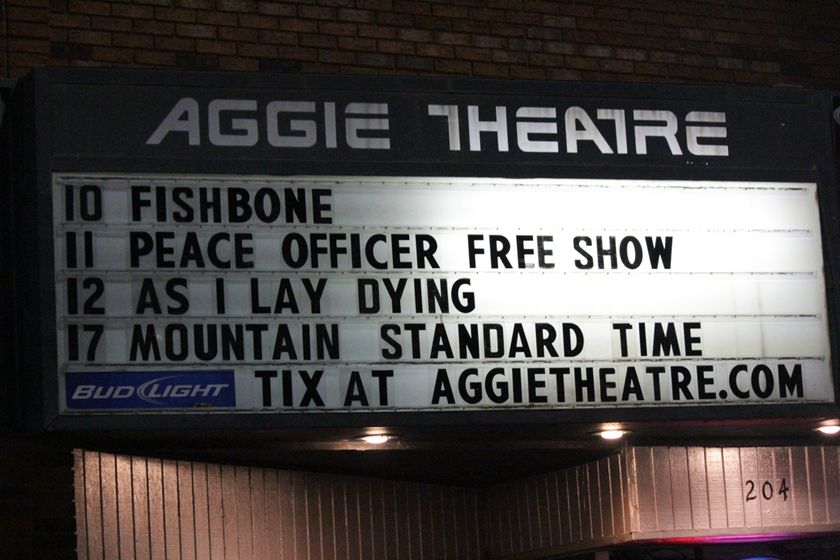 AGGIE THEATRE
10 FISHBONE
11 PEACE OFFICER FREE SHOW
12 AS I LAY DYING
17 MOUNTAIN STANDARD TIME
BUD LIGHT TIX AT AGGIETHEATRE.COM
204